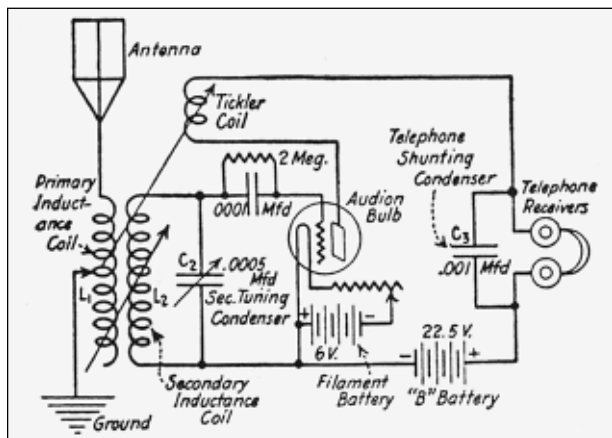 Antenna
Tickler
Coil
2 Meg.
.0001
Mfd
Audion
Bulb
Telephone
Shunting
Condenser
Telephone
Receivers
C3
.001 Mfd
Primary
Induct-
ance
Coil
L1
L2
C2
.0005
Mfd
Sec. Tuning
Condenser
+
-
6V.
Filament
Battery
22.5 V.
-
+
"B" Battery
Secondary
Inductance
Coil
Ground